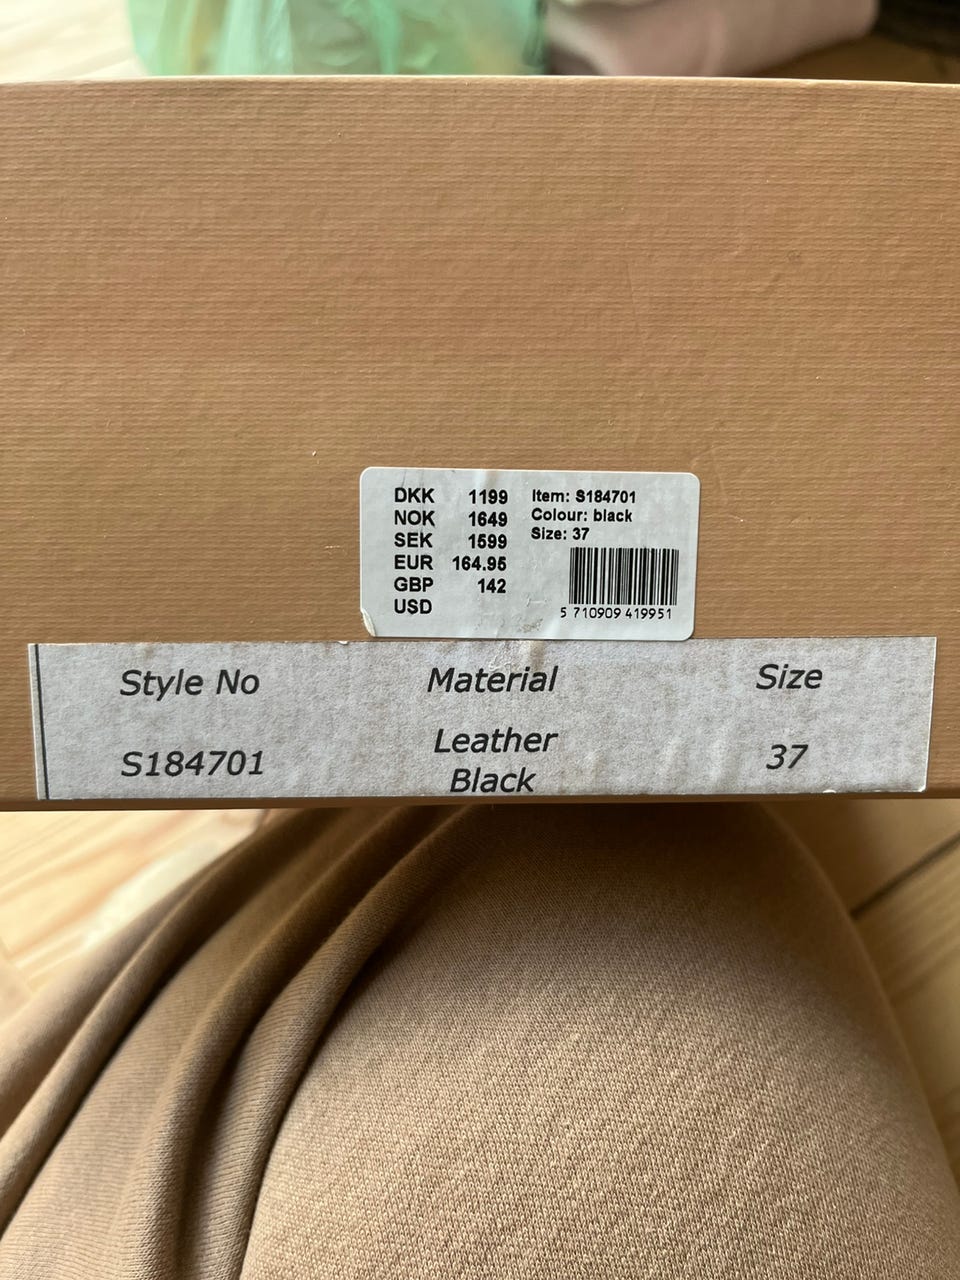 DKK 1199
NOK 1649
SEK 1599
EUR 164.95
GBP 142
USD
Item: S184701
Colour: black
Size: 37
5 710909 419951
Style No Material Size
S184701 Leather Black 37